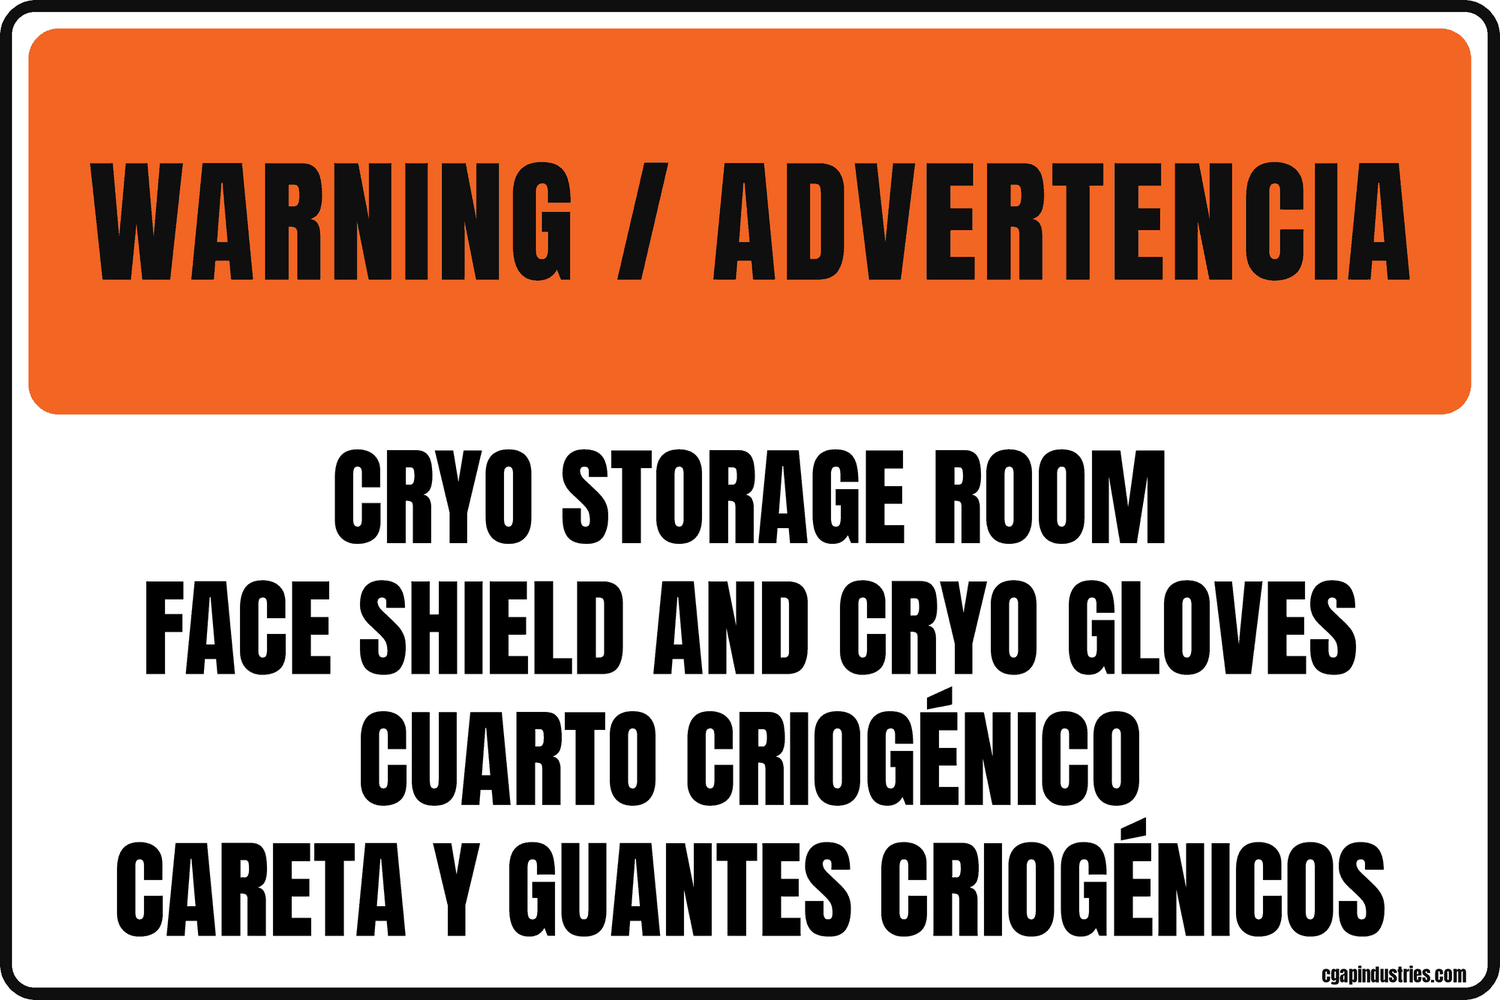 WARNING / ADVERTENCIA
CRYO STORAGE ROOM
FACE SHIELD AND CRYO GLOVES
CUARTO CRIOGÉNICO
CARETA Y GUANTES CRIOGÉNICOS
cgapindustries.com